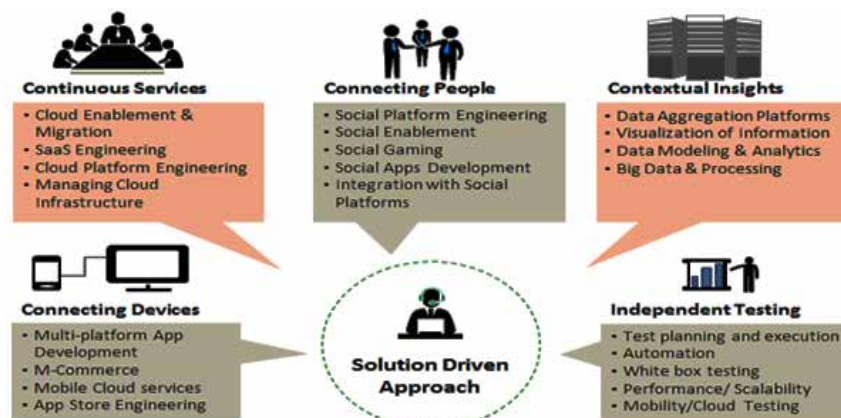 Continuous Services
• Cloud Enablement &
Migration
• SaaS Engineering
• Cloud Platform Engineering
• Managing Cloud
Infrastructure
Connecting People
• Social Platform Engineering
• Social Enablement
• Social Gaming
• Social Apps Development
• Integration with Social
Platforms
Contextual Insights
• Data Aggregation Platforms
• Visualization of Information
• Data Modeling & Analytics
• Big Data & Processing
Connecting Devices
• Multi-platform App
Development
• M-Commerce
• Mobile Cloud services
• App Store Engineering
Solution Driven
Approach
Independent Testing
• Test planning and execution
• Automation
• White box testing
• Performance/ Scalability
• Mobility/Cloud Testing